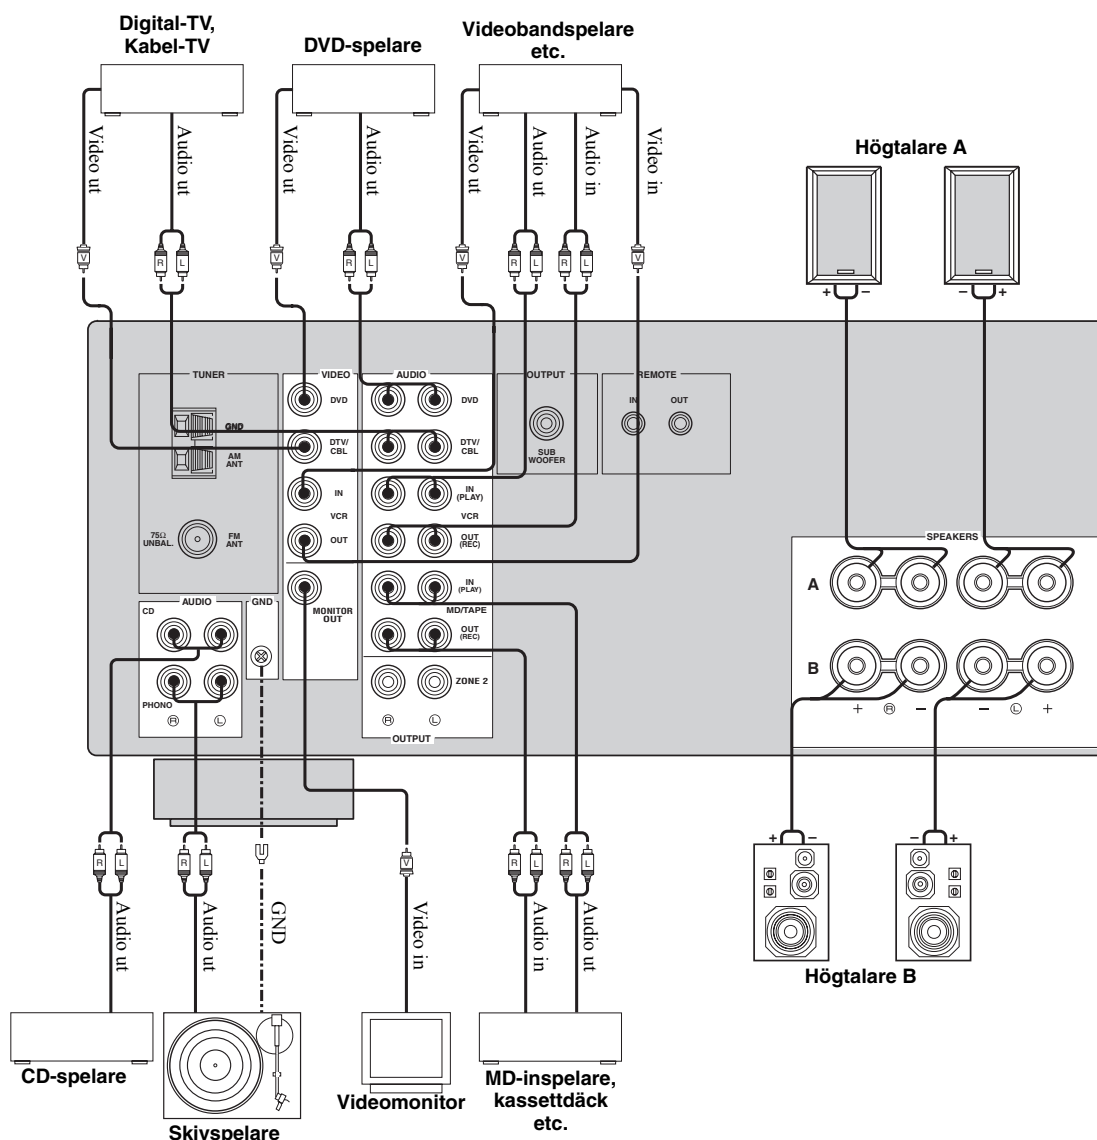 Digital-TV,
Kabel-TV
DVD-spelare
Videobandspelare
etc.
Video ut
Audio ut
Video ut
Audio ut
Video ut
Audio ut
Audio in
Video in
Högtalare A
V
R
L
V
R
L
V
R
L
R
L
V
+ −
− +
TUNER
VIDEO
AUDIO
OUTPUT
REMOTE
DVD
DVD
IN
OUT
GND
DTV/
CBL
DTV/
CBL
SUB
WOOFER
AM
ANT
IN
IN
(PLAY)
VCR
VCR
75Ω
UNBAL.
FM
ANT
OUT
OUT
(REC)
SPEAKERS
A
IN
(PLAY)
AUDIO
GND
CD
MONITOR
OUT
MD/TAPE
OUT
(REC)
B
ZONE 2
PHONO
R
L
R
L
OUTPUT
+ R − − L +
+ −
− +
R
L
R
L
V
R
L
R
L
Audio ut
Audio ut
GND
Video in
Audio in
Audio ut
Högtalare B
CD-spelare
Skivspelare
Videomonitor
MD-inspelare,
kassettdäck
etc.